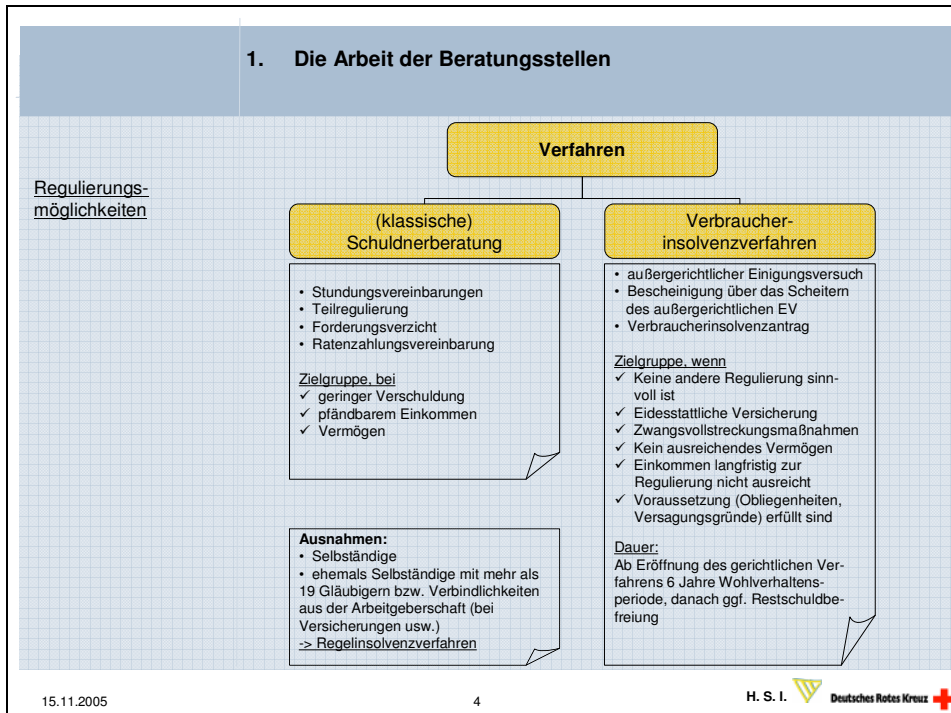 1. Die Arbeit der Beratungsstellen
Regulierungs-
möglichkeiten
Verfahren
(klassische)
Schuldnerberatung
• Stundungsvereinbarungen
• Teilregulierung
• Forderungsverzicht
• Ratenzahlungsvereinbarung
Zielgruppe, bei
✓ geringer Verschuldung
✓ pfändbarem Einkommen
✓ Vermögen
Ausnahmen:
• Selbständige
• ehemals Selbständige mit mehr als
19 Gläubigern bzw. Verbindlichkeiten
aus der Arbeitgeberschaft (bei
Versicherungen usw.)
-> Regelinsolvenzverfahren
Verbraucher-
insolvenzverfahren
• außergerichtlicher Einigungsversuch
• Bescheinigung über das Scheitern
des außergerichtlichen EV
• Verbraucherinsolvenzantrag
Zielgruppe, wenn
✓ Keine andere Regulierung sinn-
voll ist
✓ Eidesstattliche Versicherung
✓ Zwangsvollstreckungsmaßnahmen
✓ Kein ausreichendes Vermögen
✓ Einkommen langfristig zur
Regulierung nicht ausreicht
✓ Voraussetzung (Obliegenheiten,
Versagungsgründe) erfüllt sind
Dauer:
Ab Eröffnung des gerichtlichen Ver-
fahrens 6 Jahre Wohlverhaltens-
periode, danach ggf. Restschuldbe-
freiung
15.11.2005
4
H. S. I.
Deutsches Rotes Kreuz